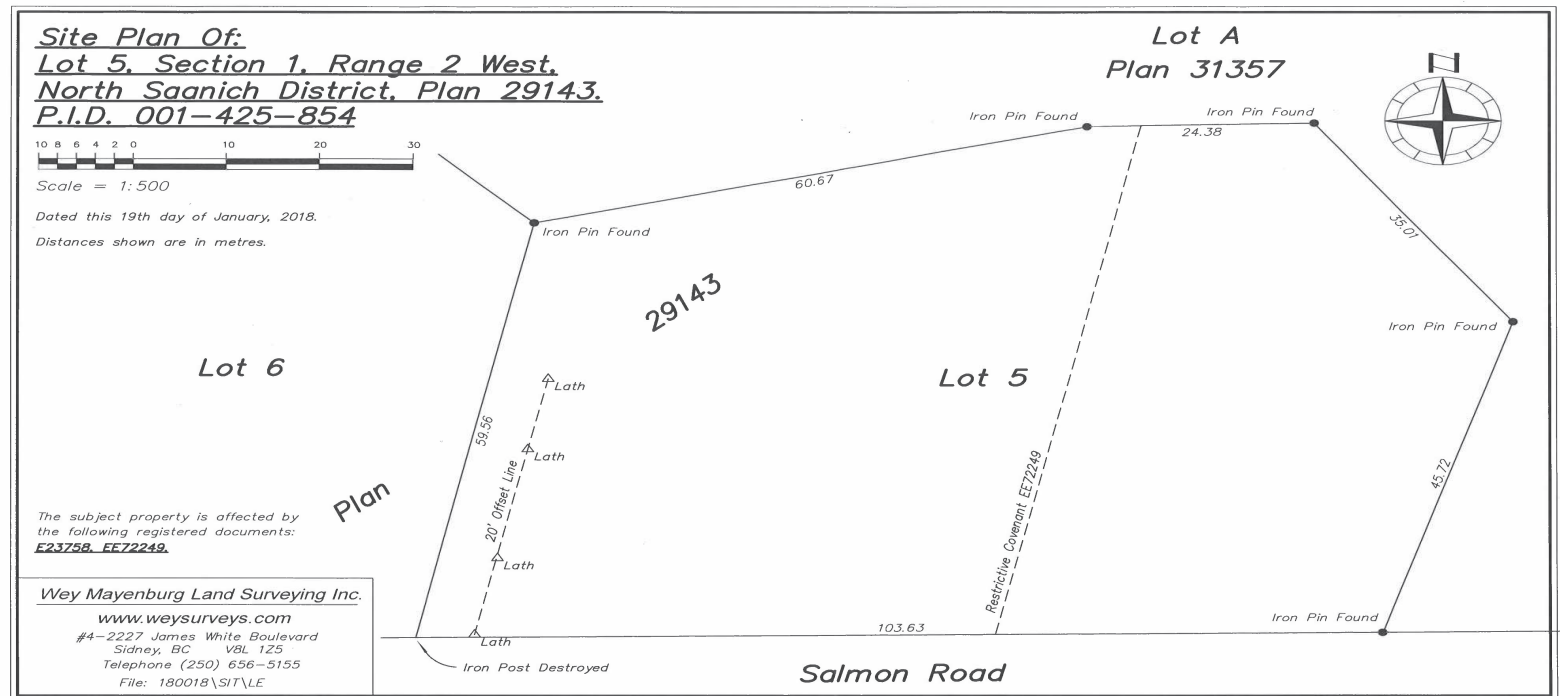 Site Plan Of:
Lot 5, Section 1, Range 2 West,
North Saanich District, Plan 29143.
P.I.D. 001-425-854
10 8 6 4 2 0 10 20 30
Scale = 1:500
Dated this 19th day of January, 2018.
Distances shown are in metres.
Lot A
Plan 31357
N
Iron Pin Found
24.38
Iron Pin Found
60.67
Iron Pin Found
35.01
Iron Pin Found
Lot 6
Plan 29143
Lot 5
59.56
20' Offset Line
Lath
Lath
Lath
Lath
Restrictive Covenant EE72249
45.72
Iron Pin Found
103.63
Iron Post Destroyed
Salmon Road
The subject property is affected by
the following registered documents:
E23758, EE72249.
Wey Mayenburg Land Surveying Inc.
www.weysurveys.com
#4-2227 James White Boulevard
Sidney, BC V8L 1Z5
Telephone (250) 656-5155
File: 180018\SIT\LE